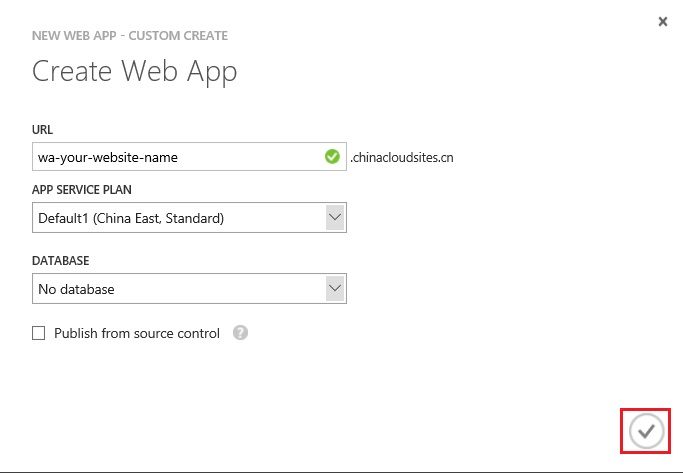 NEW WEB APP - CUSTOM CREATE
Create Web App
URL
wa-your-website-name .chinacloudsites.cn
APP SERVICE PLAN
Default1 (China East, Standard)
DATABASE
No database
Publish from source control ?